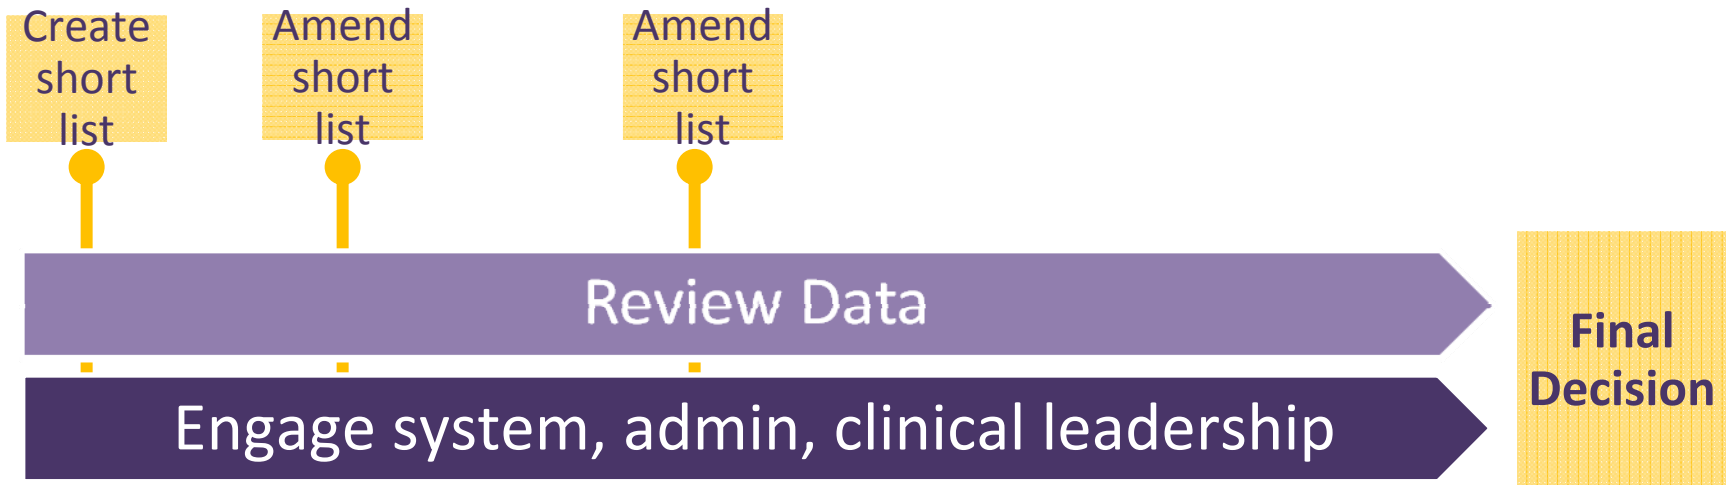 Create
short
list
Amend
short
list
Amend
short
list
Review Data
Engage system, admin, clinical leadership
Final
Decision